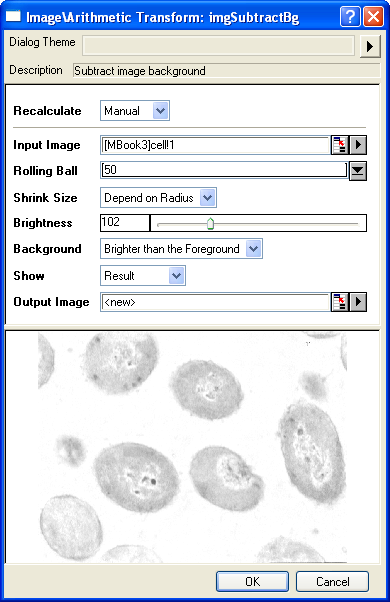 Image\Arithmetic Transform: imgSubtractBg
Dialog Theme
Description Subtract image background
Recalculate Manual
Input Image [MBook3]cell!1
Rolling Ball 50
Shrink Size Depend on Radius
Brightness 102
Background Brighter than the Foreground
Show Result
Output Image <new>
OK Cancel